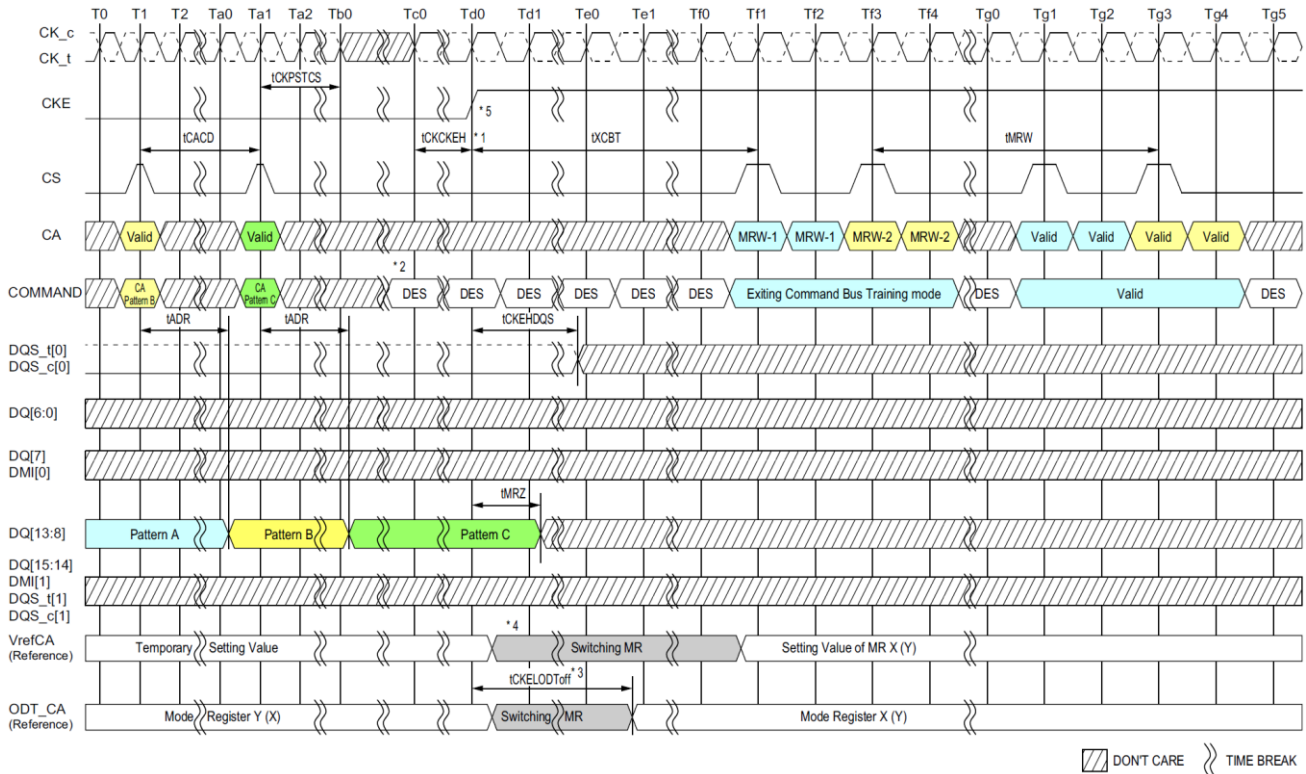 T0 T1 T2 Ta0 Ta1 Ta2 Tb0 Tc0 Td0 Td1 Te0 Te1 Tf0 Tf1 Tf2 Tf3 Tf4 Tg0 Tg1 Tg2 Tg3 Tg4 Tg5
CK_c
CK_t
tCKPSTCS
CKE
* 5
tCACD tCKCKEH * 1 tXCBT tMRW
CS
CA Valid Valid MRW-1 MRW-1 MRW-2 MRW-2 Valid Valid Valid Valid
* 2
COMMAND CA Pattern B CA Pattern C DES DES DES DES DES DES Exiting Command Bus Training mode DES Valid DES
tADR tADR tCKEHDQS
DQS_t[0]
DQS_c[0]
DQ[6:0]
DQ[7]
DMI[0]
tMRZ
DQ[13:8] Pattern A Pattern B Pattern C
DQ[15:14]
DMI[1]
DQS_t[1]
DQS_c[1]
* 4
VrefCA
(Reference)
Temporary Setting Value Switching MR Setting Value of MR X (Y)
tCKELODToff * 3
ODT_CA
(Reference)
Mode Register Y (X) Switching MR Mode Register X (Y)
DON'T CARE TIME BREAK